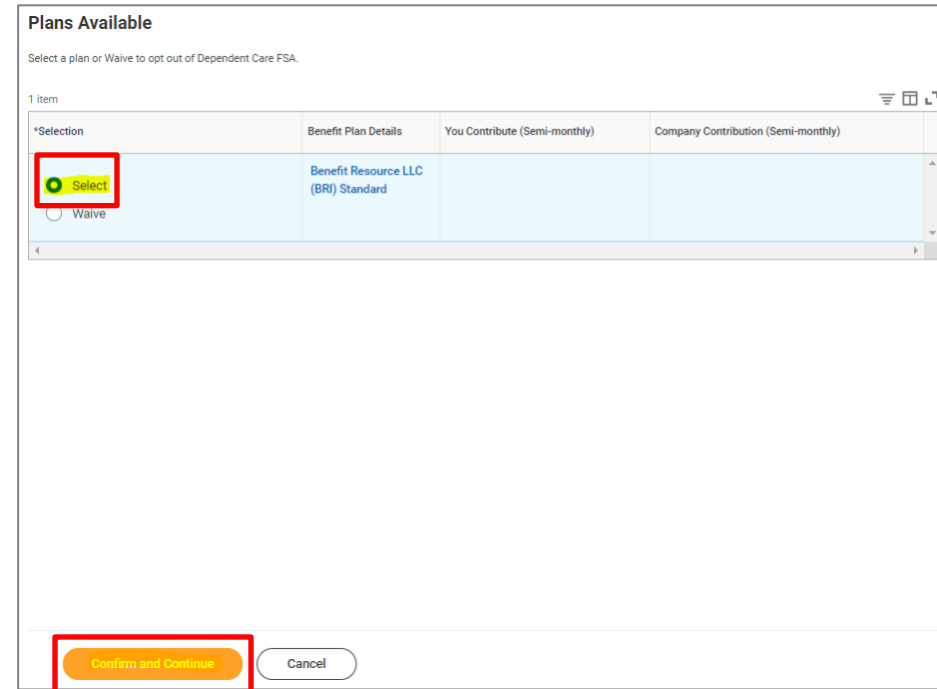 Plans Available
Select a plan or Waive to opt out of Dependent Care FSA.
1 item
*Selection Benefit Plan Details You Contribute (Semi-monthly) Company Contribution (Semi-monthly)
Select
Benefit Resource LLC
(BRI) Standard
Waive
Confirm and Continue Cancel